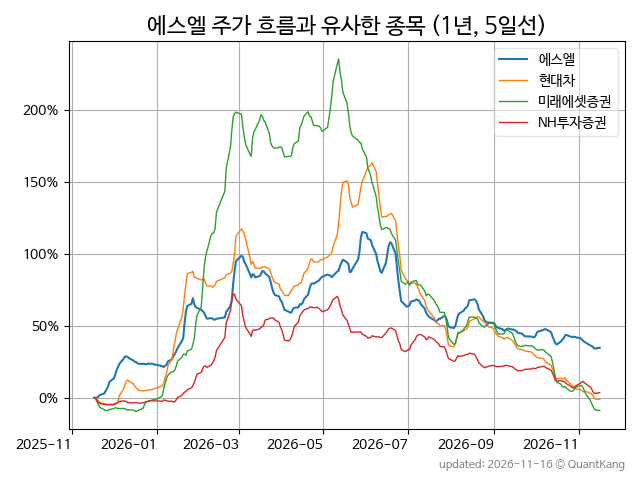 에스엘 주가 흐름과 유사한 종목 (1년, 5일선)
에스엘
현대차
미래에셋증권
NH투자증권
200%
150%
100%
50%
0%
2025-11
2026-01
2026-03
2026-05
2026-07
2026-09
2026-11
updated: 2026-11-16 © QuantKang